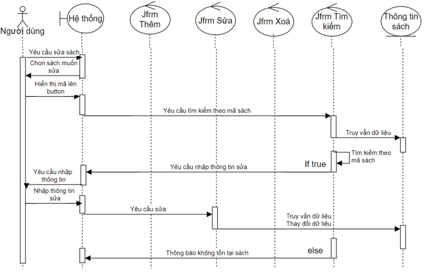 Người dùng
Hệ thống
Jfrm
Thêm
Jfrm Sửa
Jfrm Xoá
Jfrm Tìm
kiếm
Thông tin
sách
Yêu cầu sửa sách
Chon sách muốn
sửa
Hiển thị mã lên
button
Yêu cầu tìm kiếm theo mã sách
Truy vấn dữ liệu
Tìm kiếm theo
mã sách
If true
Yêu cầu nhập thông tin sửa
Yêu cầu nhập
thông tin
Nhập thông tin
sửa
Yêu cầu sửa
Truy vấn dữ liệu
Thay đổi dữ liệu
else
Thông báo không tồn tại sách